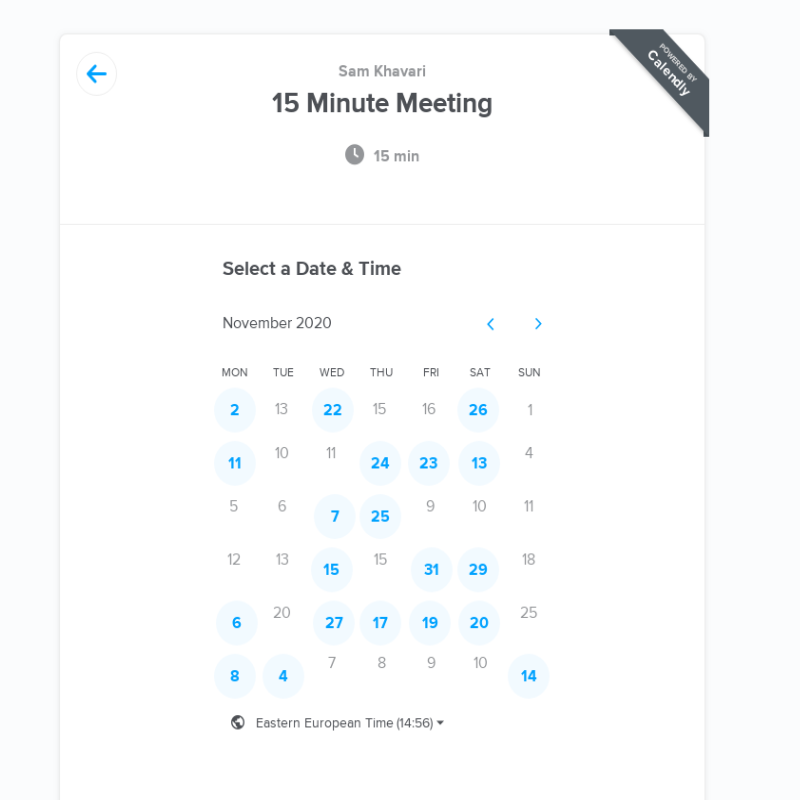 POWERED BY
Calendly
Sam Khavari
15 Minute Meeting
15 min
Select a Date & Time
November 2020
MON TUE WED THU FRI SAT SUN
2 13 22 15 16 26 1
11 10 11 24 23 13 4
5 6 7 25 9 10 11
12 13 15 15 31 29 18
6 20 27 17 19 20 25
8 4 7 8 9 10 14
Eastern European Time (14:56)